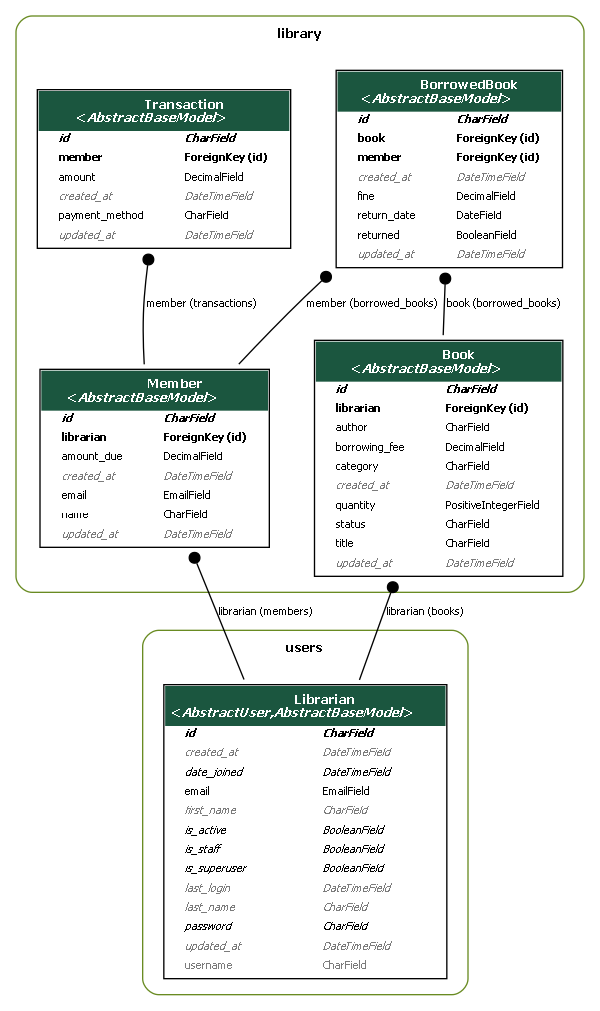 library
Transaction
<AbstractBaseModel>
id CharField
member ForeignKey (id)
amount DecimalField
created_at DateTimeField
payment_method CharField
updated_at DateTimeField
BorrowedBook
<AbstractBaseModel>
id CharField
book ForeignKey (id)
member ForeignKey (id)
created_at DateTimeField
fine DecimalField
return_date DateField
returned BooleanField
updated_at DateTimeField
member (transactions)
member (borrowed_books)
book (borrowed_books)
Member
<AbstractBaseModel>
id CharField
librarian ForeignKey (id)
amount_due DecimalField
created_at DateTimeField
email EmailField
name CharField
updated_at DateTimeField
Book
<AbstractBaseModel>
id CharField
librarian ForeignKey (id)
author CharField
borrowing_fee DecimalField
category CharField
created_at DateTimeField
quantity PositiveIntegerField
status CharField
title CharField
updated_at DateTimeField
librarian (members)
librarian (books)
users
Librarian
<AbstractUser,AbstractBaseModel>
id CharField
created_at DateTimeField
date_joined DateTimeField
email EmailField
first_name CharField
is_active BooleanField
is_staff BooleanField
is_superuser BooleanField
last_login DateTimeField
last_name CharField
password CharField
updated_at DateTimeField
username CharField